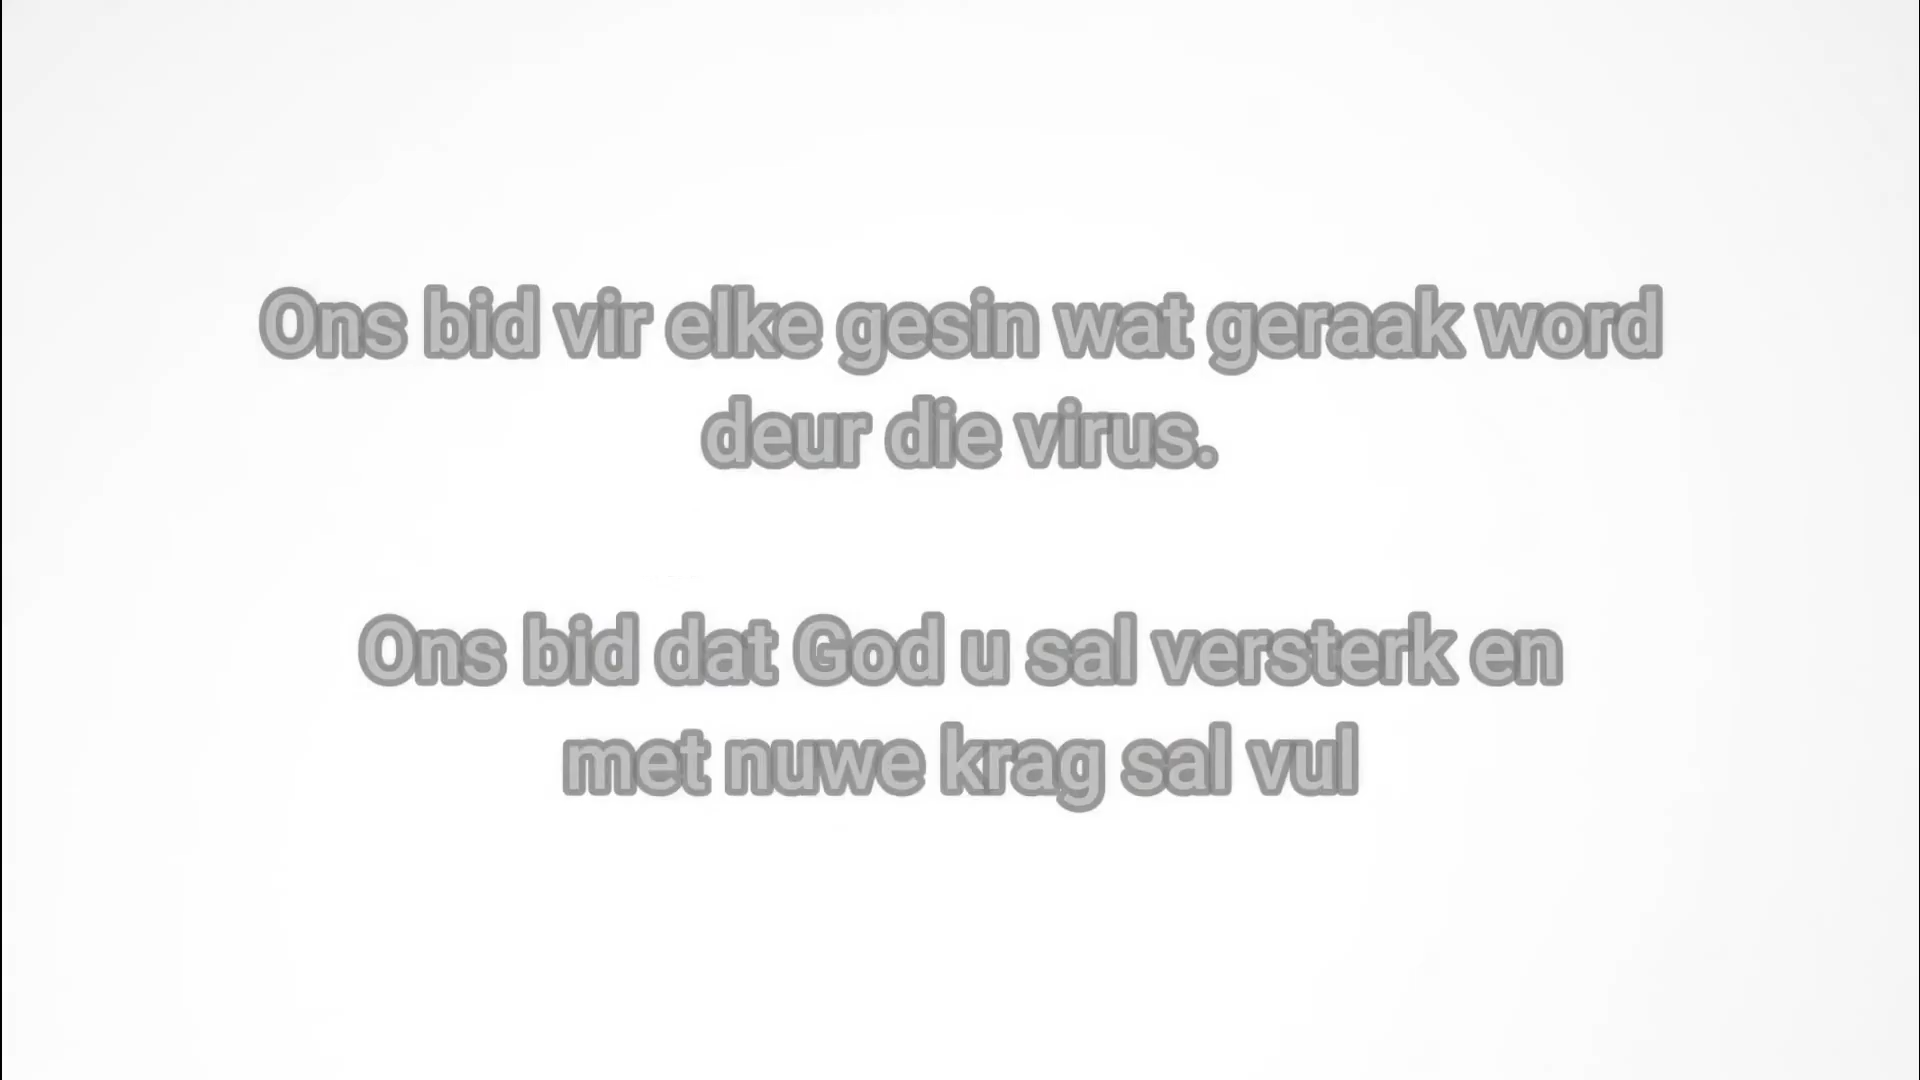 Ons bid vir elke gesin wat geraak word
deur die virus.
Ons bid dat God u sal versterk en
met nuwe krag sal vul